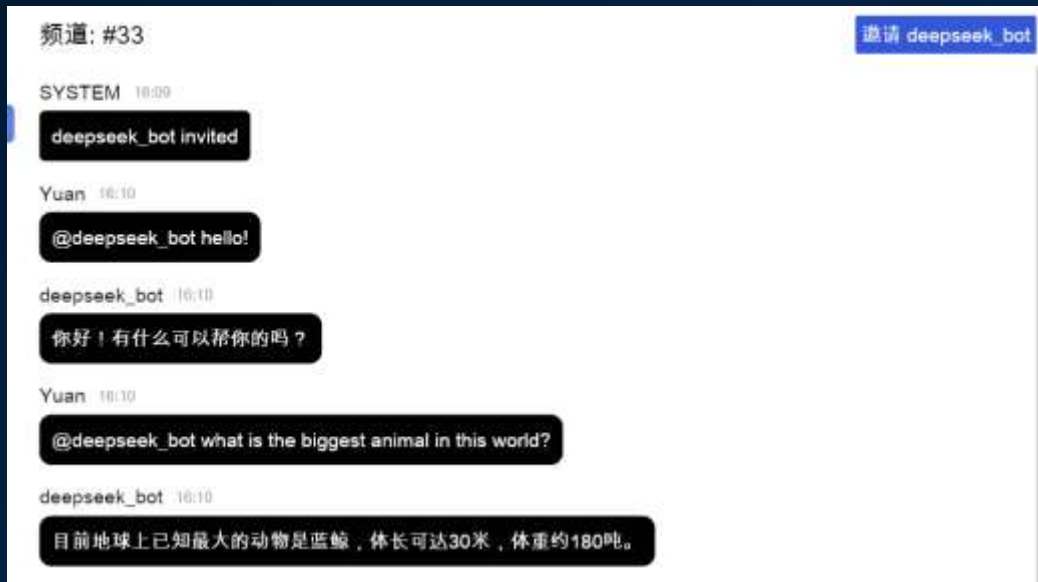 频道: #33
邀请 deepseek_bot
SYSTEM 16:09
deepseek_bot invited
Yuan 16:10
@deepseek_bot hello!
deepseek_bot 16:10
你好！有什么可以帮你的吗？
Yuan 16:10
@deepseek_bot what is the biggest animal in this world?
deepseek_bot 16:10
目前地球上已知最大的动物是蓝鲸，体长可达30米，体重约180吨。